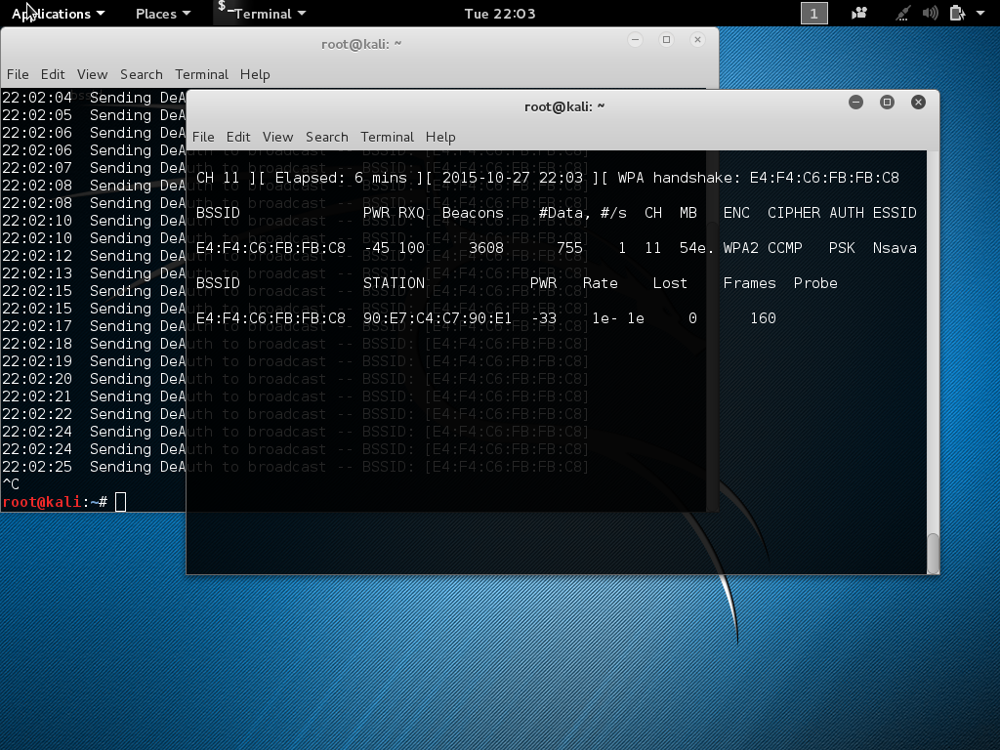 Applications Places $_ Terminal Tue 22:03 1
root@kali: ~
File Edit View Search Terminal Help
22:02:04 Sending DeA
22:02:05 Sending DeA
22:02:06 Sending DeA
22:02:06 Sending DeAuth to broadcast -- BSSID: [E4:F4:C6:FB:FB:C8]
22:02:07 Sending DeAuth to broadcast -- BSSID: [E4:F4:C6:FB:FB:C8]
22:02:08 Sending DeAuth to broadcast -- BSSID: [E4:F4:C6:FB:FB:C8]
22:02:08 Sending DeAuth to broadcast -- BSSID: [E4:F4:C6:FB:FB:C8]
22:02:10 Sending DeAuth to broadcast -- BSSID: [E4:F4:C6:FB:FB:C8]
22:02:10 Sending DeAuth to broadcast -- BSSID: [E4:F4:C6:FB:FB:C8]
22:02:12 Sending DeAuth to broadcast -- BSSID: [E4:F4:C6:FB:FB:C8]
22:02:13 Sending DeAuth to broadcast -- BSSID: [E4:F4:C6:FB:FB:C8]
22:02:15 Sending DeAuth to broadcast -- BSSID: [E4:F4:C6:FB:FB:C8]
22:02:15 Sending DeAuth to broadcast -- BSSID: [E4:F4:C6:FB:FB:C8]
22:02:17 Sending DeAuth to broadcast -- BSSID: [E4:F4:C6:FB:FB:C8]
22:02:18 Sending DeAuth to broadcast -- BSSID: [E4:F4:C6:FB:FB:C8]
22:02:19 Sending DeAuth to broadcast -- BSSID: [E4:F4:C6:FB:FB:C8]
22:02:20 Sending DeAuth to broadcast -- BSSID: [E4:F4:C6:FB:FB:C8]
22:02:21 Sending DeAuth to broadcast -- BSSID: [E4:F4:C6:FB:FB:C8]
22:02:22 Sending DeAuth to broadcast -- BSSID: [E4:F4:C6:FB:FB:C8]
22:02:24 Sending DeAuth to broadcast -- BSSID: [E4:F4:C6:FB:FB:C8]
22:02:24 Sending DeAuth to broadcast -- BSSID: [E4:F4:C6:FB:FB:C8]
22:02:25 Sending DeAuth to broadcast -- BSSID: [E4:F4:C6:FB:FB:C8]
^C
root@kali:~#
root@kali: ~
File Edit View Search Terminal Help
CH 11 ][ Elapsed: 6 mins ][ 2015-10-27 22:03 ][ WPA handshake: E4:F4:C6:FB:FB:C8
BSSID PWR RXQ Beacons #Data, #/s CH MB ENC CIPHER AUTH ESSID
E4:F4:C6:FB:FB:C8 -45 100 3608 755 1 11 54e. WPA2 CCMP PSK Nsava
BSSID STATION PWR Rate Lost Frames Probe
E4:F4:C6:FB:FB:C8 90:E7:C4:C7:90:E1 -33 1e- 1e 0 160